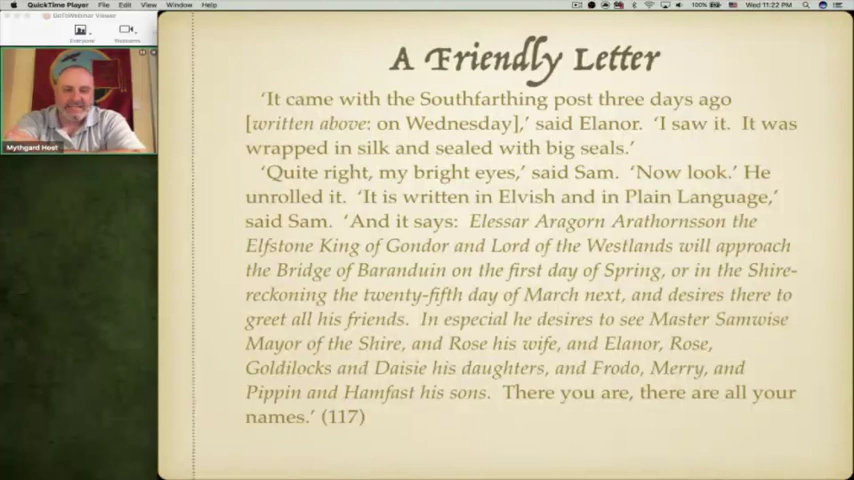 QuickTime Player File Edit View Window Help
100% Wed 11:22 PM
GoToWebinar Viewer
Everyone
Webcams
Mythgard Host
A Friendly Letter
‘It came with the Southfarthing post three days ago
[written above: on Wednesday],’ said Elanor. ‘I saw it. It was
wrapped in silk and sealed with big seals.’
‘Quite right, my bright eyes,’ said Sam. ‘Now look.’ He
unrolled it. ‘It is written in Elvish and in Plain Language,’
said Sam. ‘And it says: Elessar Aragorn Arathornsson the
Elfstone King of Gondor and Lord of the Westlands will approach
the Bridge of Baranduin on the first day of Spring, or in the Shire-
reckoning the twenty-fifth day of March next, and desires there to
greet all his friends. In especial he desires to see Master Samwise
Mayor of the Shire, and Rose his wife, and Elanor, Rose,
Goldilocks and Daisie his daughters, and Frodo, Merry, and
Pippin and Hamfast his sons. There you are, there are all your
names.’ (117)